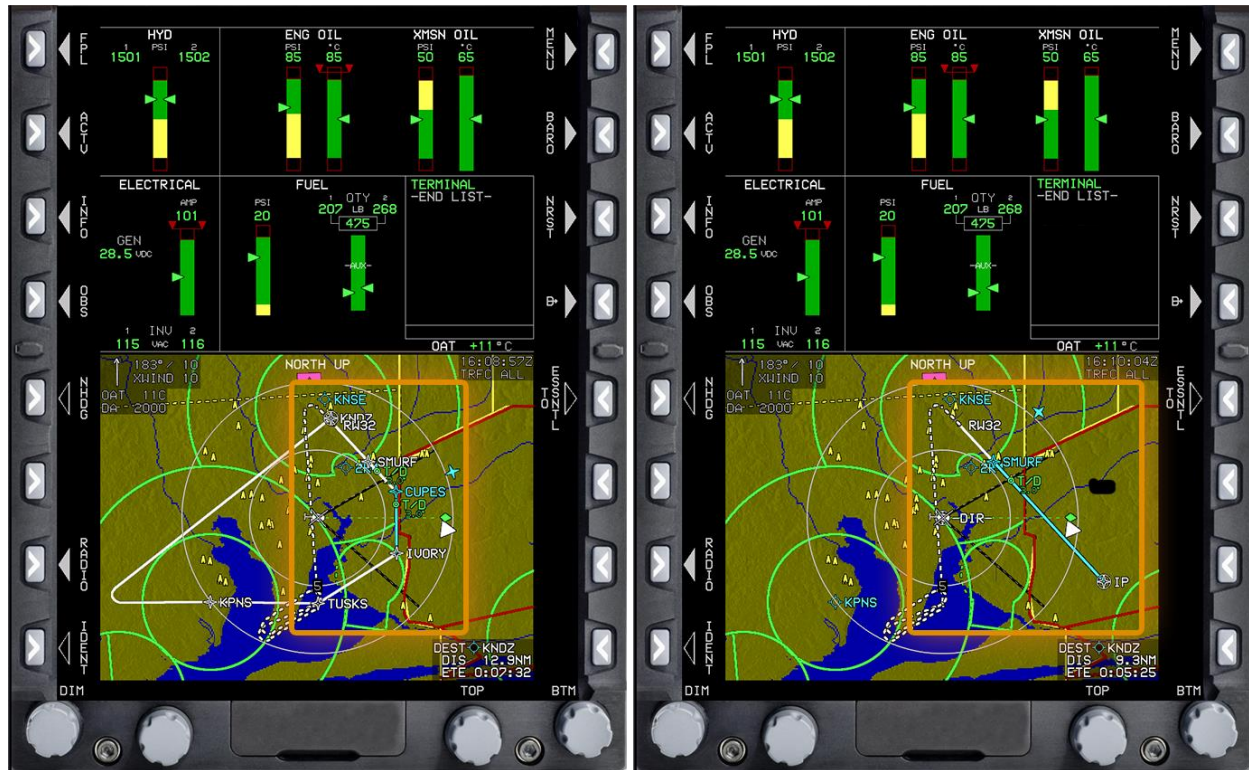 HYD ENG OIL XMSN OIL
1 PSI 2 PSI °C PSI °C
1501 1502 85 85 50 65
ELECTRICAL FUEL TERMINAL
-END LIST-
AMP
101
PSI
20
1 QTY 2
207 LB 268
475
GEN
28.5 VDC
-AUX-
1 INV 2
115 VAC 116
OAT +11°C
183°/ 10
XWIND 10
OAT 11C
DA 2000
NORTH UP
16:08:57Z
TRFC ALL
KNSE
KNDZ
RW32
SMURF
T/D
CUPES
T/D
IVORY
5
KPNS
TUSKS
DEST KNDZ
DIS 12.9NM
ETE 0:07:32
FPL
ACTV
INFO
OBS
NHDG
RADIO
IDENT
MENU
BARO
NRST
D→
ESNTL
TO
DIM TOP BTM
HYD ENG OIL XMSN OIL
1 PSI 2 PSI °C PSI °C
1501 1502 85 85 50 65
ELECTRICAL FUEL TERMINAL
-END LIST-
AMP
101
PSI
20
1 QTY 2
207 LB 268
475
GEN
28.5 VDC
-AUX-
1 INV 2
115 VAC 116
OAT +11°C
183°/ 10
XWIND 10
OAT 11C
DA 2000
NORTH UP
16:10:04Z
TRFC ALL
KNSE
RW32
SMURF
T/D
-DIR-
IP
5
KPNS
DEST KNDZ
DIS 9.3NM
ETE 0:05:25
FPL
ACTV
INFO
OBS
NHDG
RADIO
IDENT
MENU
BARO
NRST
D→
ESNTL
TO
DIM TOP BTM